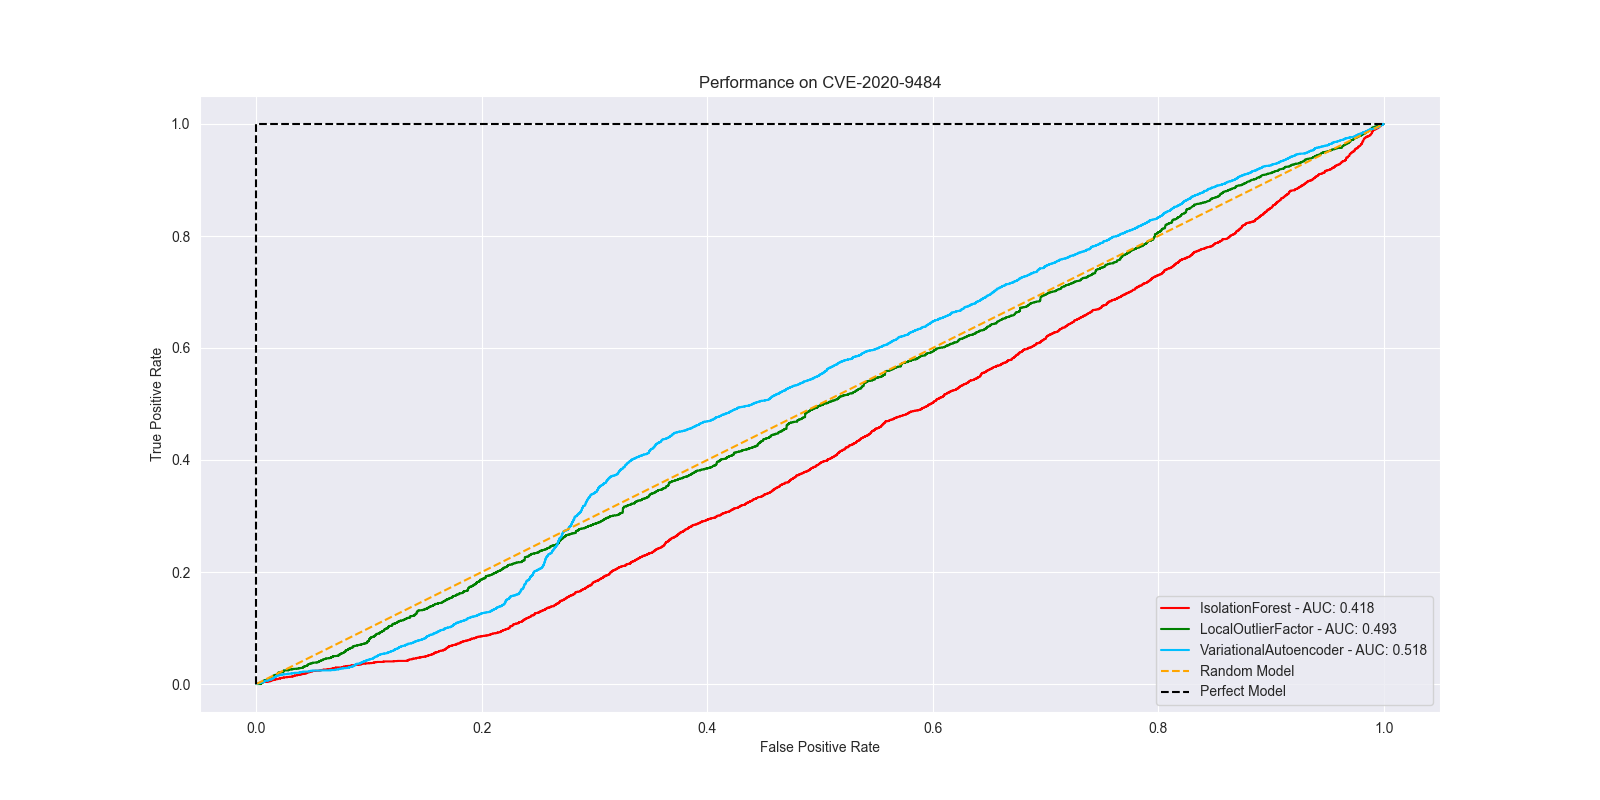 Performance on CVE-2020-9484
True Positive Rate
1.0
0.8
0.6
0.4
0.2
0.0
IsolationForest - AUC: 0.418
LocalOutlierFactor - AUC: 0.493
VariationalAutoencoder - AUC: 0.518
Random Model
Perfect Model
0.0 0.2 0.4 0.6 0.8 1.0
False Positive Rate